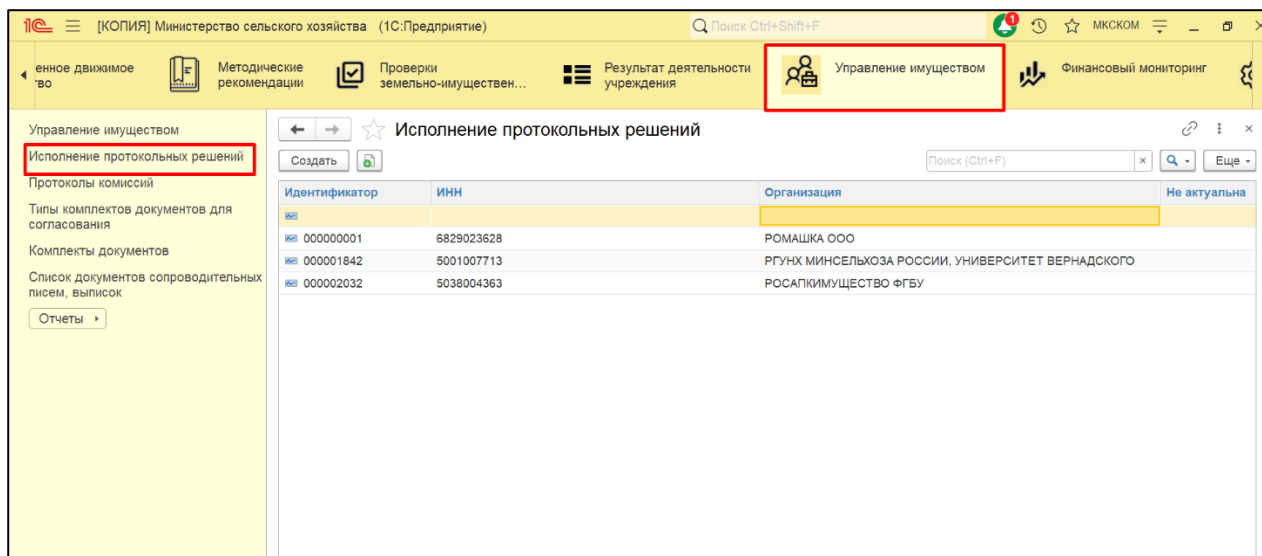 [КОПИЯ] Министерство сельского хозяйства (1С:Предприятие)
Поиск Ctrl+Shift+F
1
МКСКОМ
енное движимое
'во
Методические
рекомендации
Проверки
земельно-имуществен...
Результат деятельности
учреждения
Управление имуществом
Финансовый мониторинг
Управление имуществом
Исполнение протокольных решений
Протоколы комиссий
Типы комплектов документов для
согласования
Комплекты документов
Список документов сопроводительных
писем, выписок
Отчеты
Исполнение протокольных решений
Создать
Поиск (Ctrl+F)
Еще
Идентификатор ИНН Организация Не актуальна
000000001 6829023628 РОМАШКА ООО
000001842 5001007713 РГУНХ МИНСЕЛЬХОЗА РОССИИ, УНИВЕРСИТЕТ ВЕРНАДСКОГО
000002032 5038004363 РОСАПКИМУЩЕСТВО ФГБУ